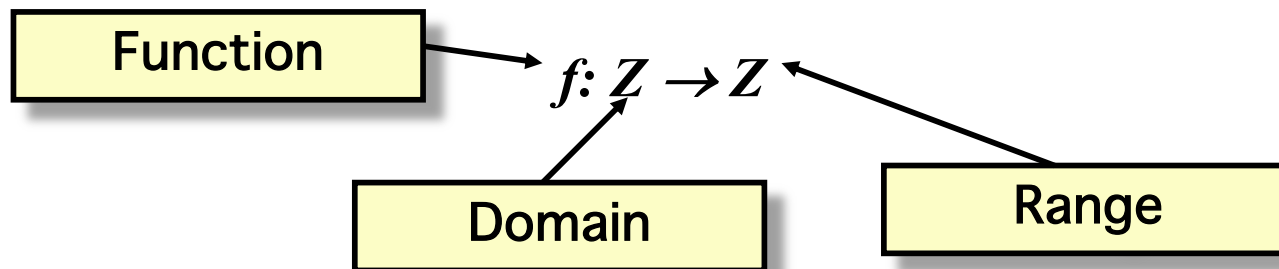 Function
f: Z → Z
Domain
Range